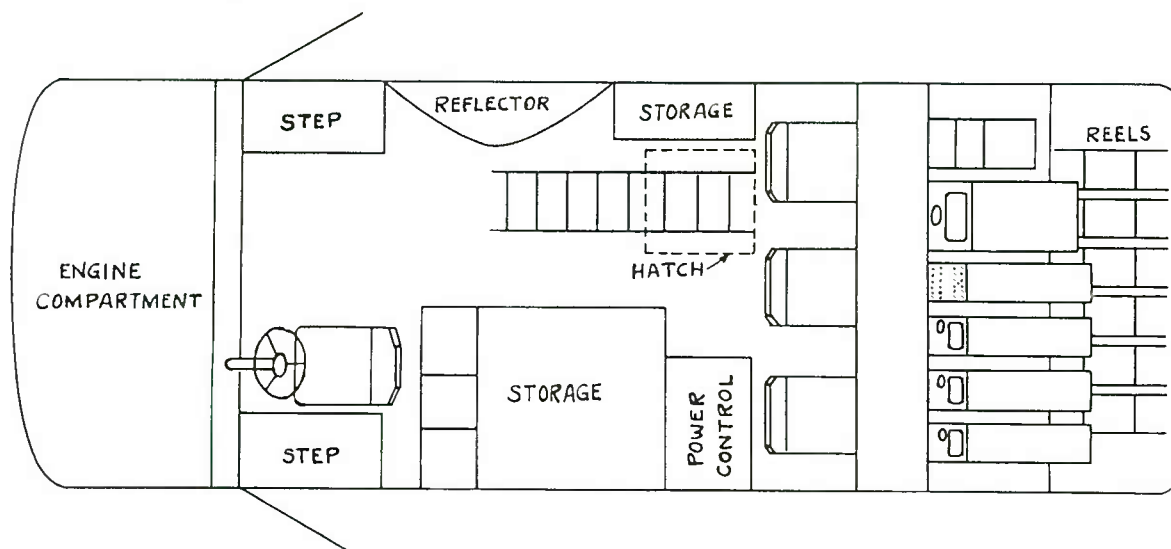 STEP
REFLECTOR
STORAGE
REELS
HATCH
ENGINE
COMPARTMENT
STORAGE
POWER
CONTROL
STEP